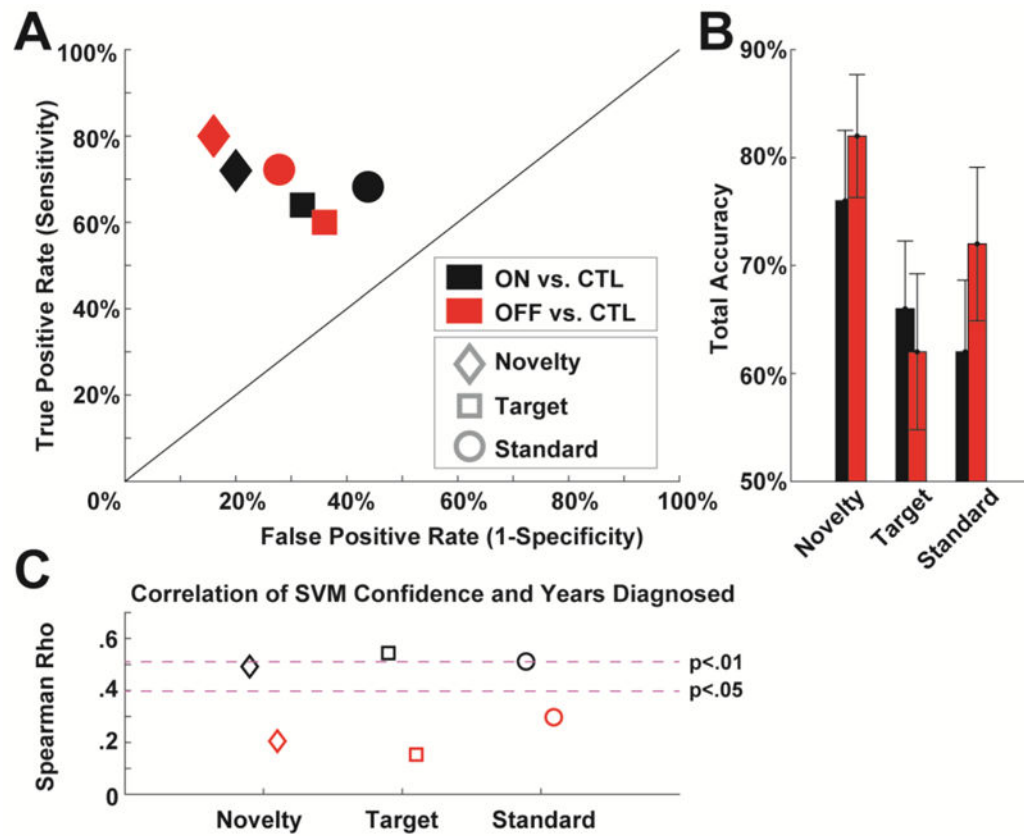 A
100%
80%
60%
40%
20%
0%
20%
40%
60%
80%
100%
True Positive Rate (Sensitivity)
False Positive Rate (1-Specificity)
ON vs. CTL
OFF vs. CTL
Novelty
Target
Standard
B
90%
80%
70%
60%
50%
Total Accuracy
Novelty
Target
Standard
C
Correlation of SVM Confidence and Years Diagnosed
.6
.4
.2
0
Spearman Rho
p<.01
p<.05
Novelty
Target
Standard